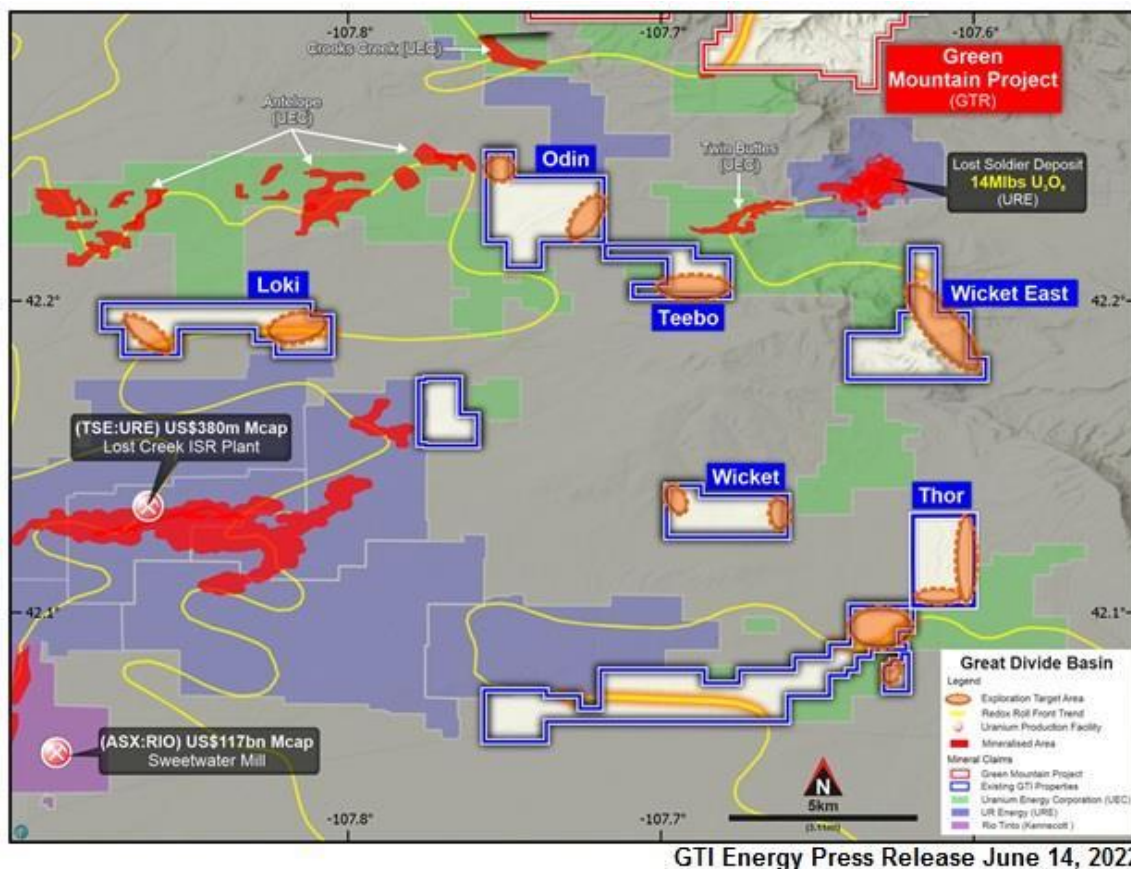 -107.8°
-107.7°
-107.6°
Crooks Creek (UEC)
Green
Mountain Project
(GTR)
Antelope
(UEC)
Odin
Twin Buttes
(UEC)
Lost Soldier Deposit
14Mlbs U₃O₈
(URE)
42.2°
42.2°
Loki
Teebo
Wicket East
(TSE:URE) US$380m Mcap
Lost Creek ISR Plant
Wicket
Thor
42.1°
42.1°
(ASX:RIO) US$117bn Mcap
Sweetwater Mill
N
5km
Great Divide Basin
Legend
Exploration Target Area
Redox Roll Front Trend
Uranium Production Facility
Mineralised Area
Mineral Claims
Green Mountain Project
Existing GTI Properties
Uranium Energy Corporation (UEC)
UR Energy (URE)
Rio Tinto (Kennecott )
-107.8°
-107.7°
GTI Energy Press Release June 14, 2022